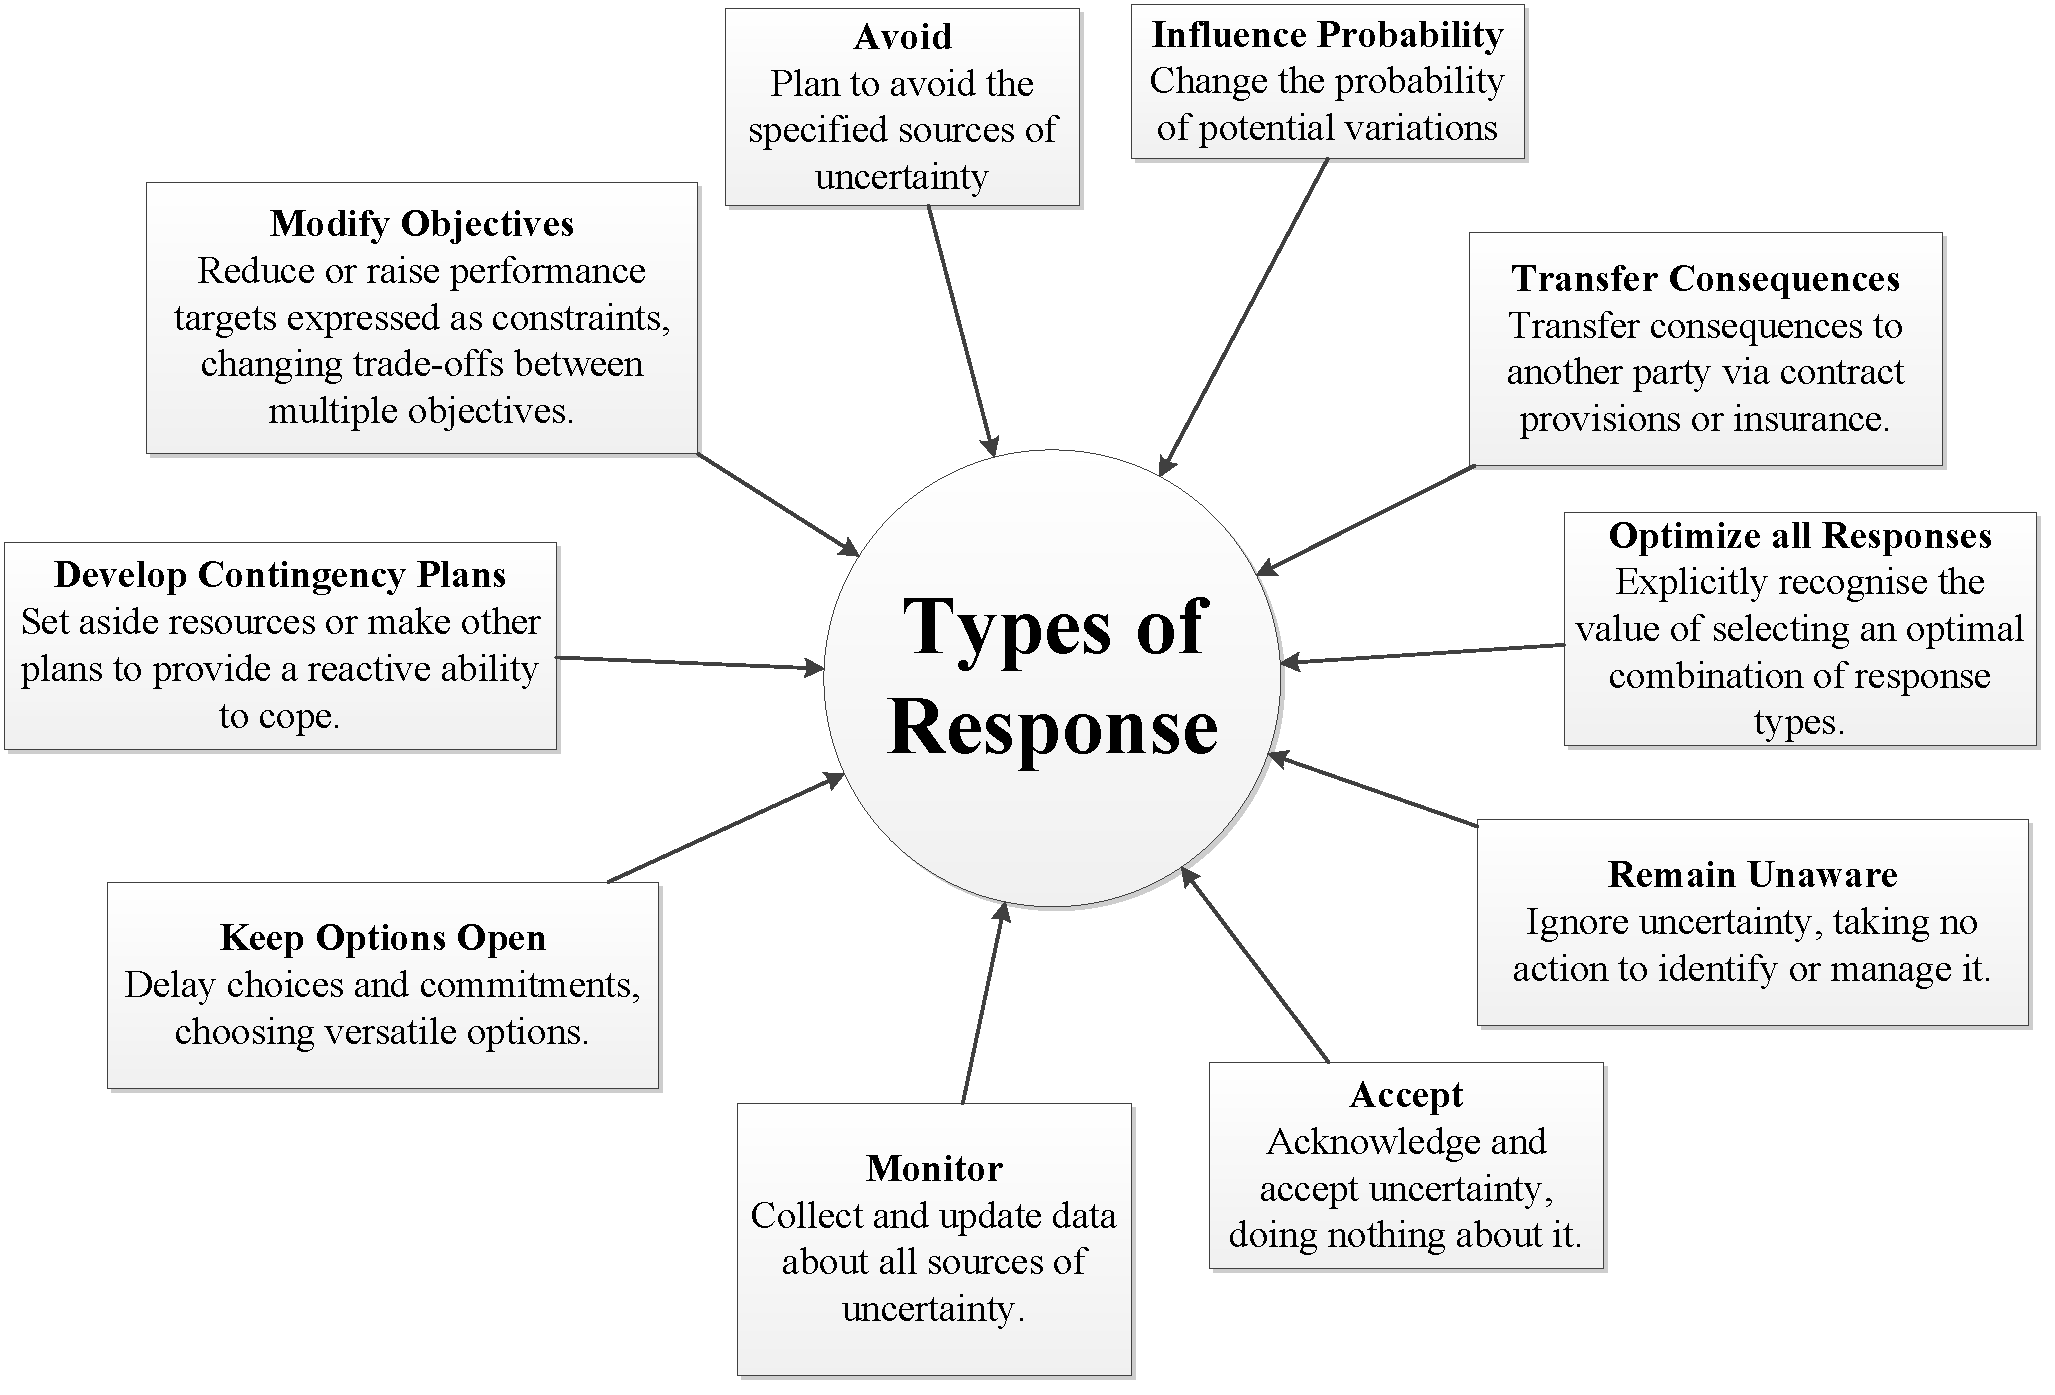 Avoid
Plan to avoid the
specified sources of
uncertainty
Influence Probability
Change the probability
of potential variations
Modify Objectives
Reduce or raise performance
targets expressed as constraints,
changing trade-offs between
multiple objectives.
Transfer Consequences
Transfer consequences to
another party via contract
provisions or insurance.
Develop Contingency Plans
Set aside resources or make other
plans to provide a reactive ability
to cope.
Types of
Response
Optimize all Responses
Explicitly recognise the
value of selecting an optimal
combination of response
types.
Keep Options Open
Delay choices and commitments,
choosing versatile options.
Remain Unaware
Ignore uncertainty, taking no
action to identify or manage it.
Monitor
Collect and update data
about all sources of
uncertainty.
Accept
Acknowledge and
accept uncertainty,
doing nothing about it.